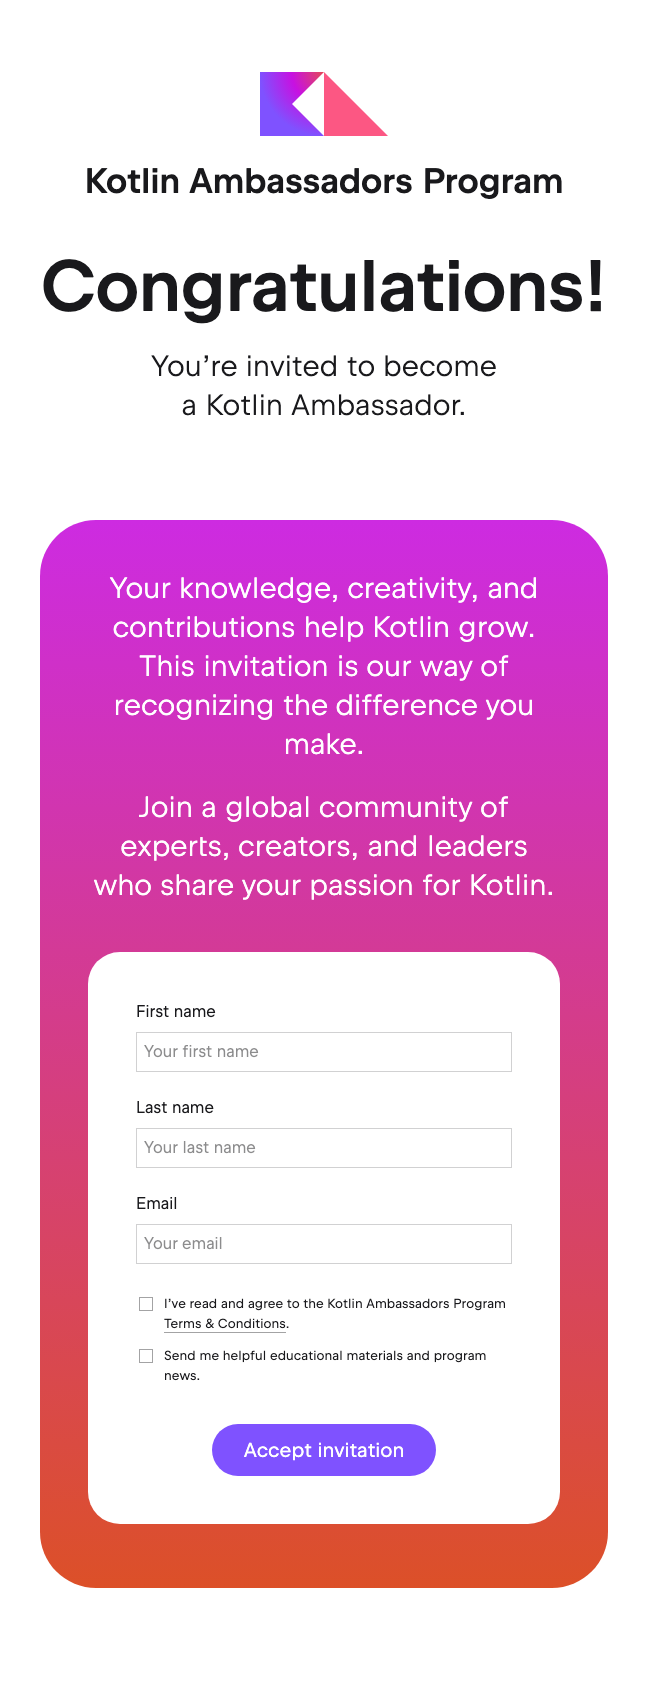 Kotlin Ambassadors Program
Congratulations!
You’re invited to become
a Kotlin Ambassador.
Your knowledge, creativity, and
contributions help Kotlin grow.
This invitation is our way of
recognizing the difference you
make.
Join a global community of
experts, creators, and leaders
who share your passion for Kotlin.
First name
Your first name
Last name
Your last name
Email
Your email
I’ve read and agree to the Kotlin Ambassadors Program
Terms & Conditions.
Send me helpful educational materials and program
news.
Accept invitation